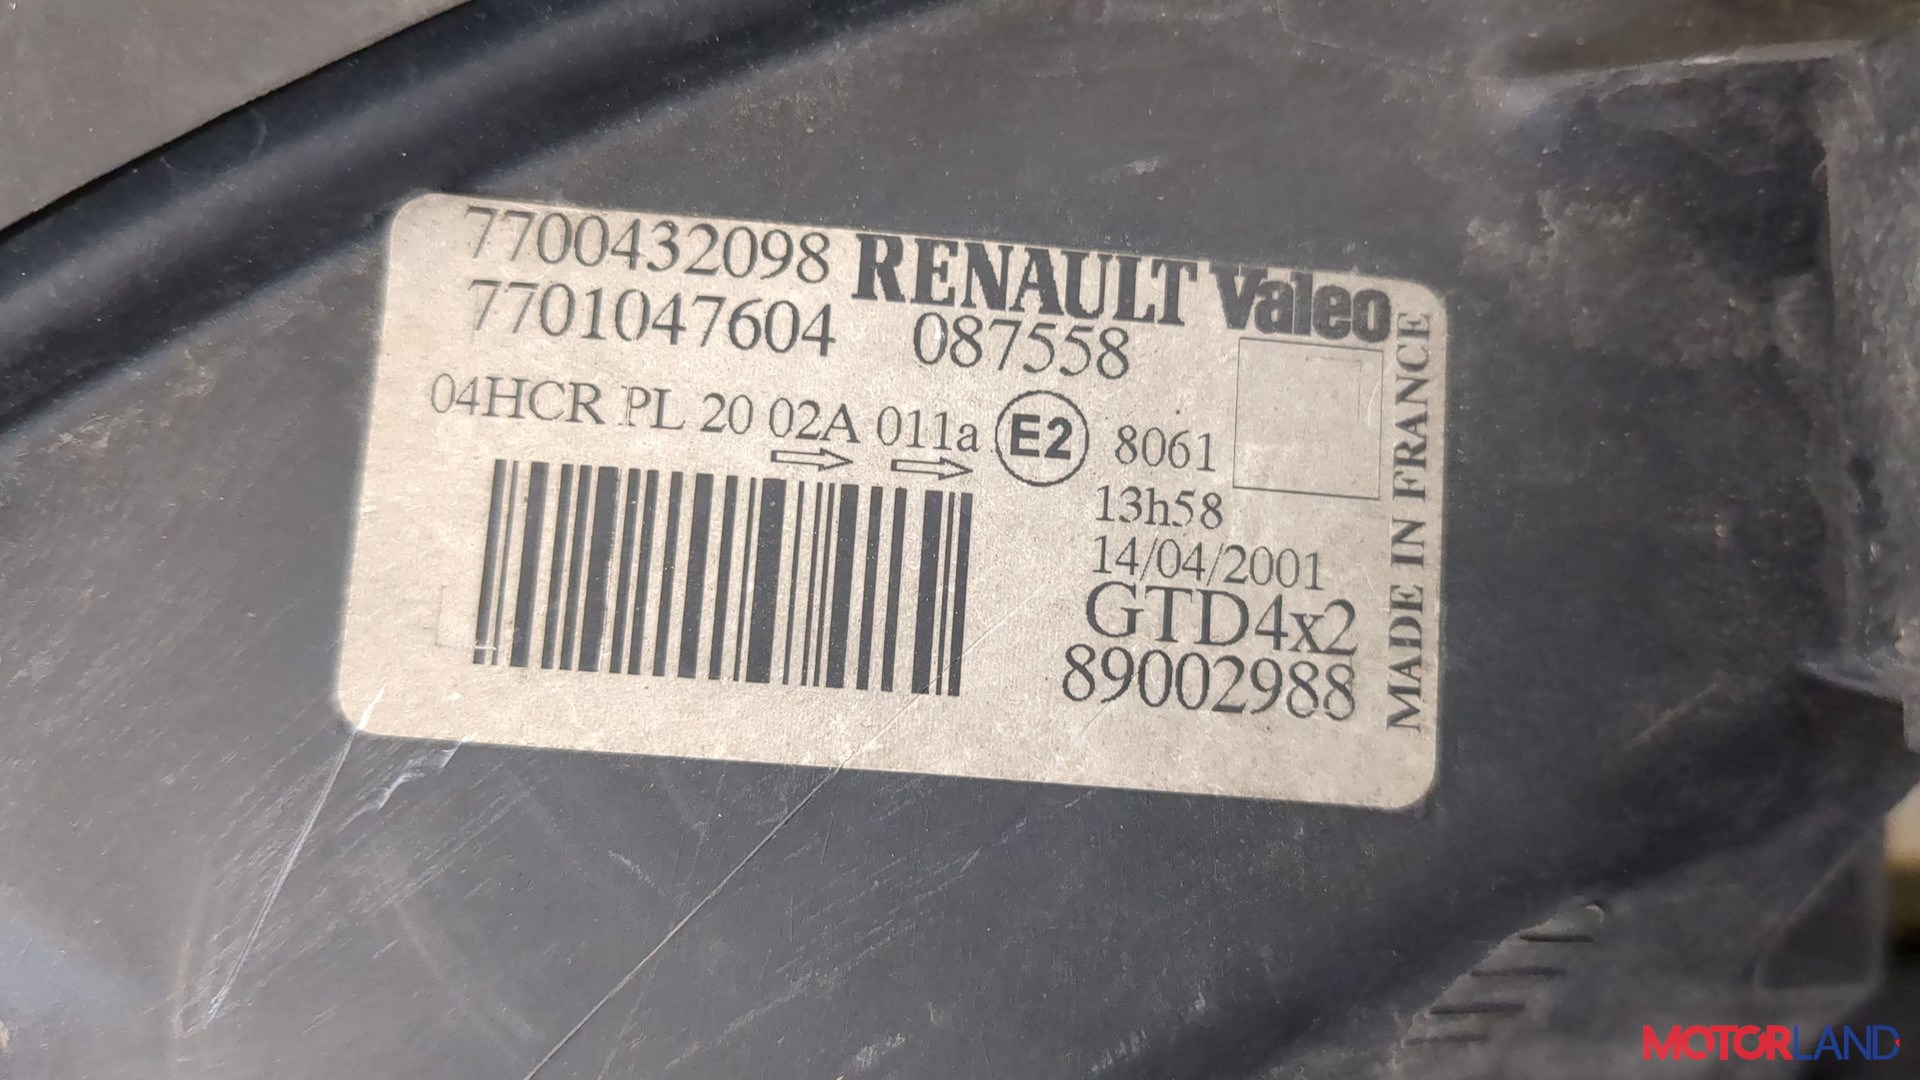 7700432098 RENAULT Valeo
7701047604 087558
04HCR PL 20 02A 011a E2 8061
13h58
14/04/2001
GTD4x2
89002988
MADE IN FRANCE
MOTORLAND